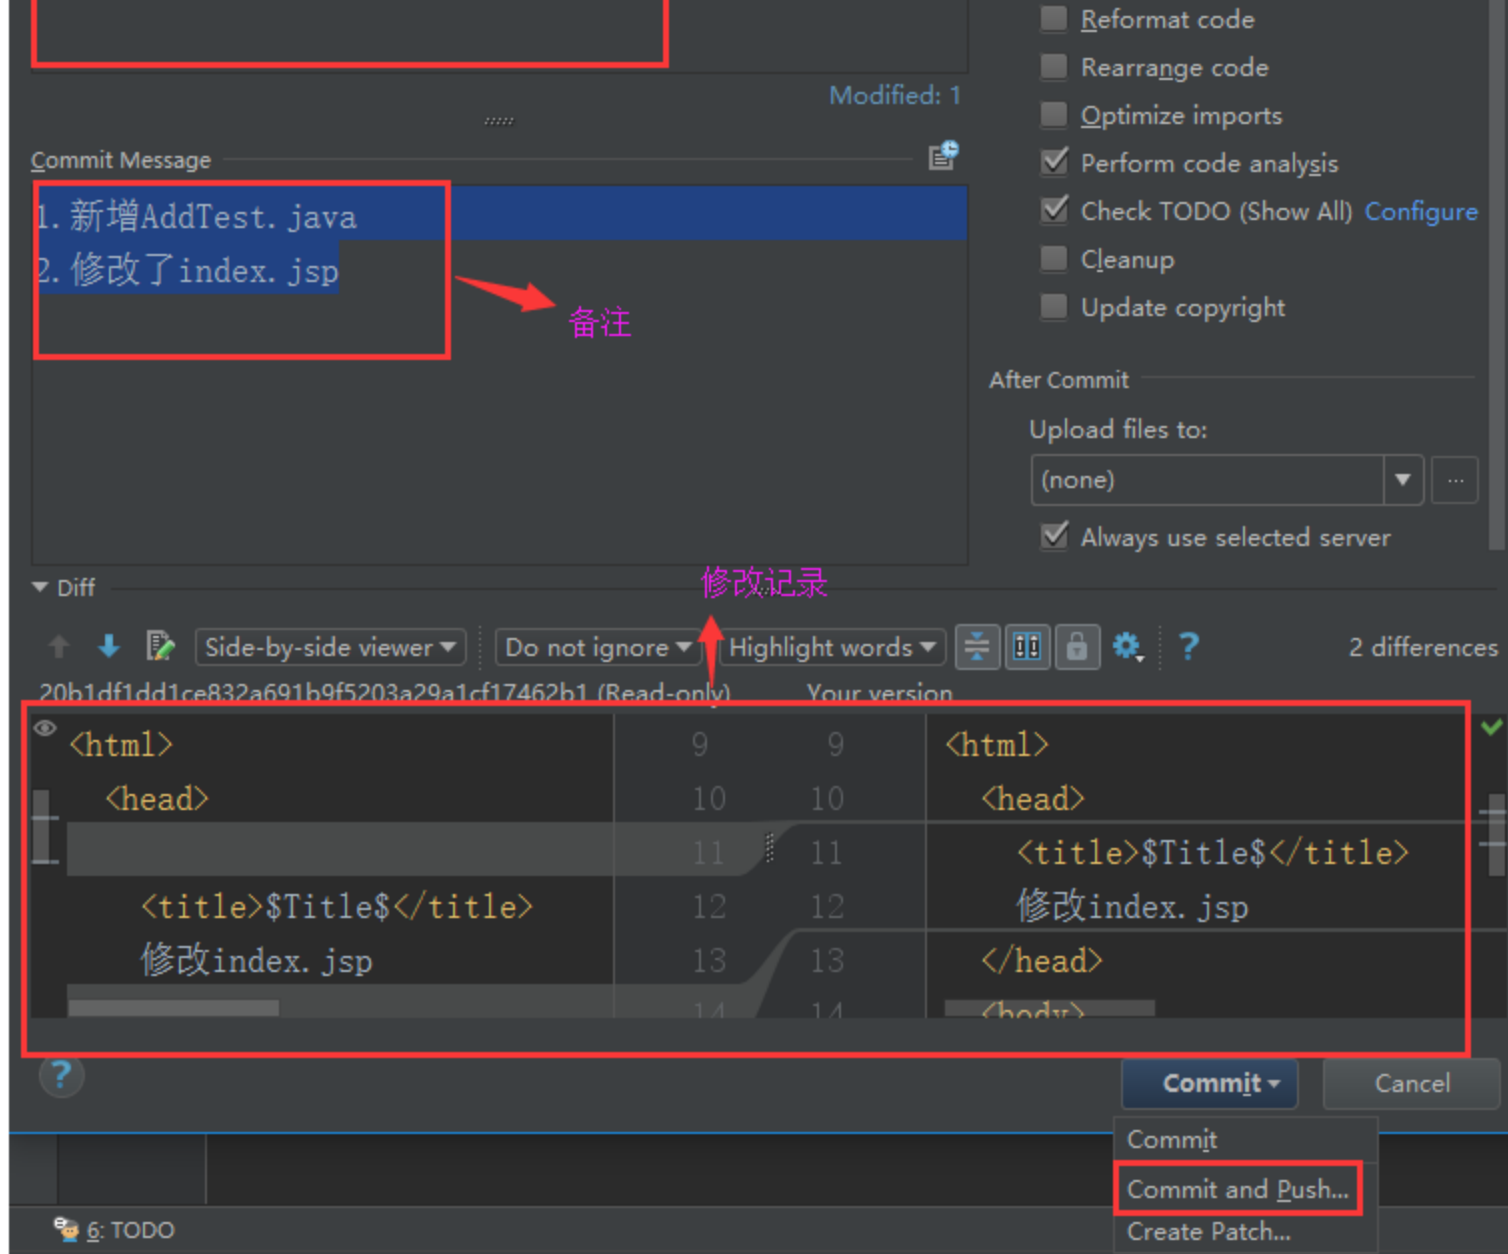 Reformat code
Rearrange code
Modified: 1
Optimize imports
Commit Message
Perform code analysis
1.新增AddTest.java
Check TODO (Show All) Configure
2.修改了index.jsp
Cleanup
备注
Update copyright
After Commit
Upload files to:
(none)
...
Always use selected server
Diff
修改记录
Side-by-side viewer
Do not ignore
Highlight words
?
2 differences
20b1df1dd1ce832a691b9f5203a29a1cf17462b1 (Read-only)
Your version
<html> 9 9 <html>
<head> 10 10 <head>
11 11 <title>$Title$</title>
<title>$Title$</title> 12 12 修改index.jsp
修改index.jsp 13 13 </head>
14 14 <body>
?
Commit
Cancel
Commit
Commit and Push...
6: TODO
Create Patch...